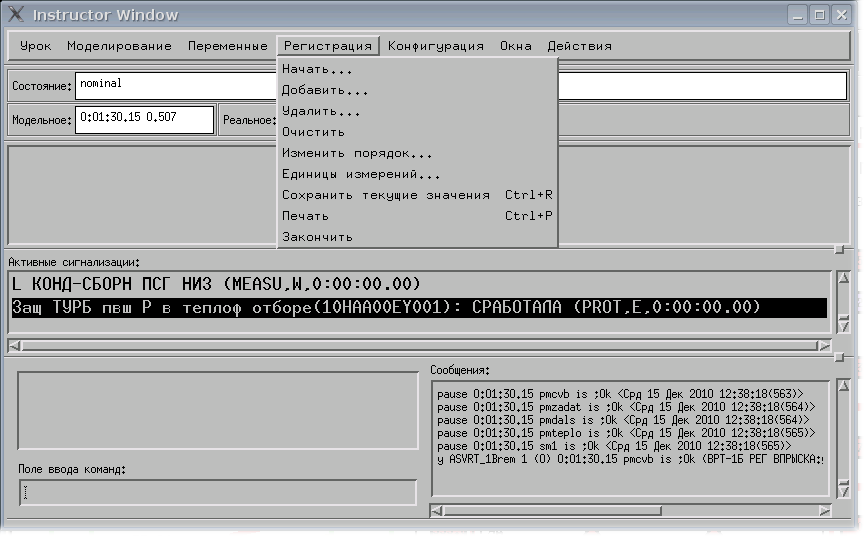 Instructor Window
Урок Моделирование Переменные Регистрация Конфигурация Окна Действия
Состояние: nominal
Модельное: 0:01:30.15 0.507 Реальное:
Начать...
Добавить...
Удалить...
Очистить
Изменить порядок...
Единицы измерений...
Сохранить текущие значения Ctrl+R
Печать Ctrl+P
Закончить
Активные сигнализации:
L КОНД-СБОРН ПСГ НИЗ (MEASU,W,0:00:00.00)
Защ ТУРБ пвш Р в теплоф отборе(10HAA00EY001): СРАБОТАЛА (PROT,E,0:00:00.00)
Сообщения:
pause 0:01:30.15 pmcvb is ;Ok <Срд 15 Дек 2010 12:38:18(563)>
pause 0:01:30.15 pmzadat is ;Ok <Срд 15 Дек 2010 12:38:18(564)>
pause 0:01:30.15 pmdals is ;Ok <Срд 15 Дек 2010 12:38:18(564)>
pause 0:01:30.15 pmteplo is ;Ok <Срд 15 Дек 2010 12:38:18(565)>
pause 0:01:30.15 sm1 is ;Ok <Срд 15 Дек 2010 12:38:18(565)>
y ASVRT_1Brem 1 (0) 0:01:30.15 pmcvb is ;Ok (ВРТ-1Б РЕГ ВПРЫСКА:
Поле ввода команд: